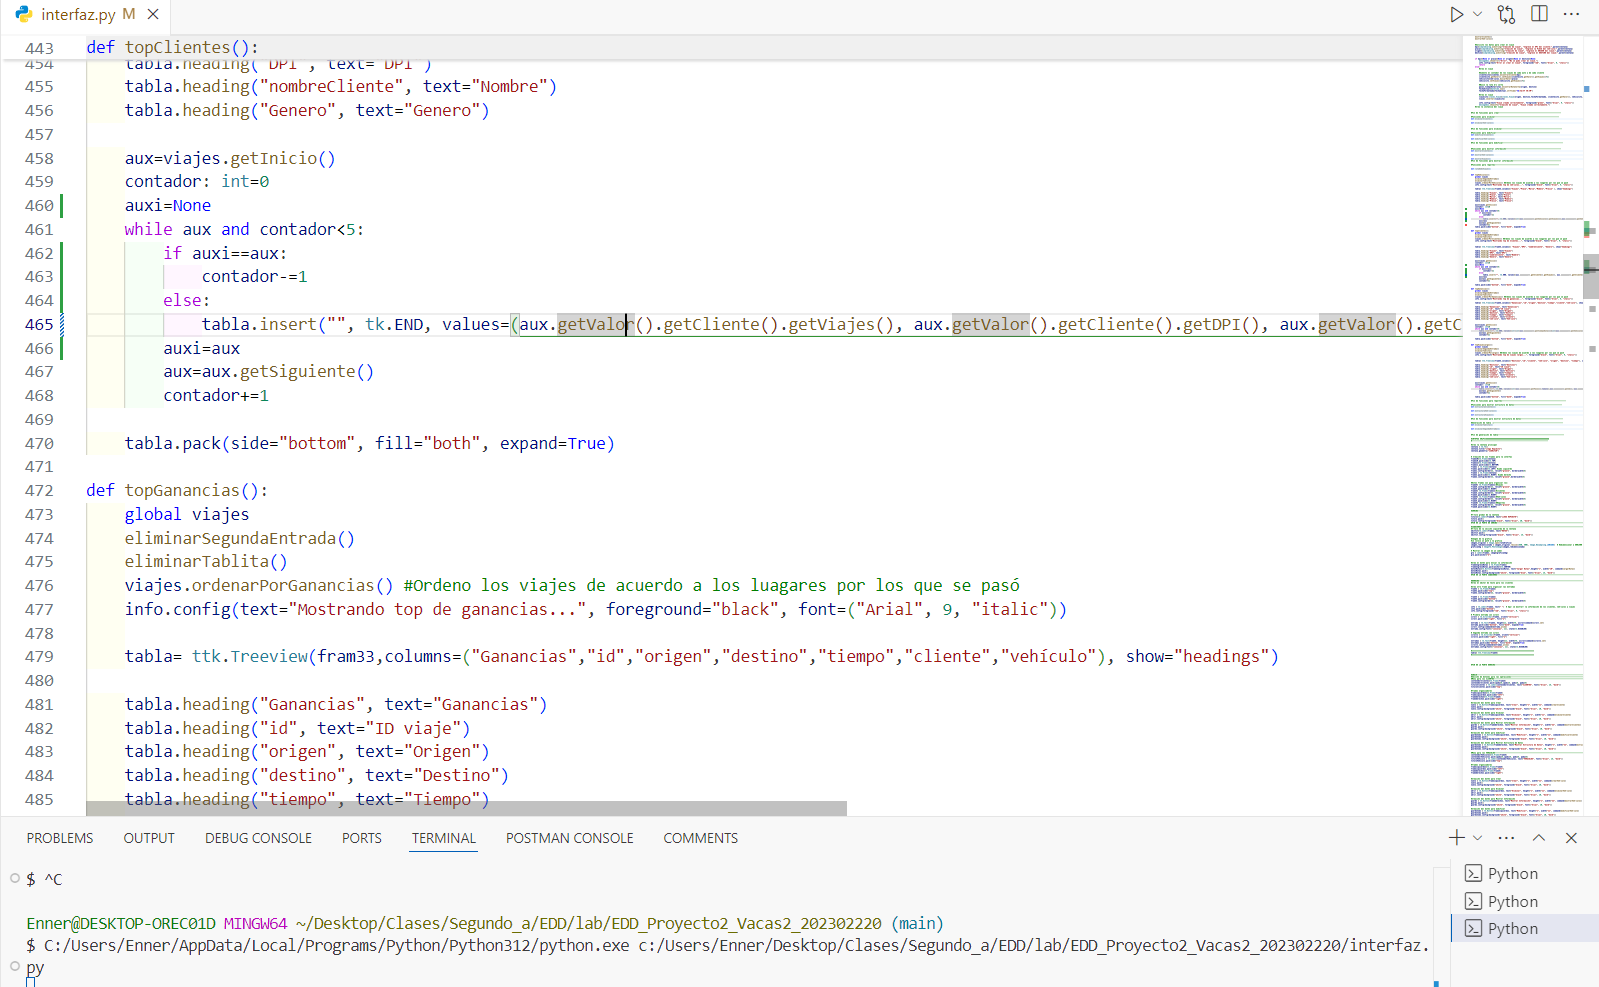 interfaz.py M
443 def topClientes():
454 tabla.heading("DPI", text="DPI")
455 tabla.heading("nombreCliente", text="Nombre")
456 tabla.heading("Genero", text="Genero")
457
458 aux=viajes.getInicio()
459 contador: int=0
460 auxi=None
461 while aux and contador<5:
462 if auxi==aux:
463 contador-=1
464 else:
465 tabla.insert("", tk.END, values=(aux.getValor().getCliente().getViajes(), aux.getValor().getCliente().getDPI(), aux.getValor().getC
466 auxi=aux
467 aux=aux.getSiguiente()
468 contador+=1
469
470 tabla.pack(side="bottom", fill="both", expand=True)
471
472 def topGanancias():
473 global viajes
474 eliminarSegundaEntrada()
475 eliminarTablita()
476 viajes.ordenarPorGanancias() #Ordeno los viajes de acuerdo a los luagares por los que se pasó
477 info.config(text="Mostrando top de ganancias...", foreground="black", font=("Arial", 9, "italic"))
478
479 tabla= ttk.Treeview(fram33,columns=("Ganancias","id","origen","destino","tiempo","cliente","vehículo"), show="headings")
480
481 tabla.heading("Ganancias", text="Ganancias")
482 tabla.heading("id", text="ID viaje")
483 tabla.heading("origen", text="Origen")
484 tabla.heading("destino", text="Destino")
485 tabla.heading("tiempo", text="Tiempo")
PROBLEMS OUTPUT DEBUG CONSOLE PORTS TERMINAL POSTMAN CONSOLE COMMENTS
$ ^C
Enner@DESKTOP-OREC01D MINGW64 ~/Desktop/Clases/Segundo_a/EDD/lab/EDD_Proyecto2_Vacas2_202302220 (main)
$ C:/Users/Enner/AppData/Local/Programs/Python/Python312/python.exe c:/Users/Enner/Desktop/Clases/Segundo_a/EDD/lab/EDD_Proyecto2_Vacas2_202302220/interfaz.
py
Python
Python
Python